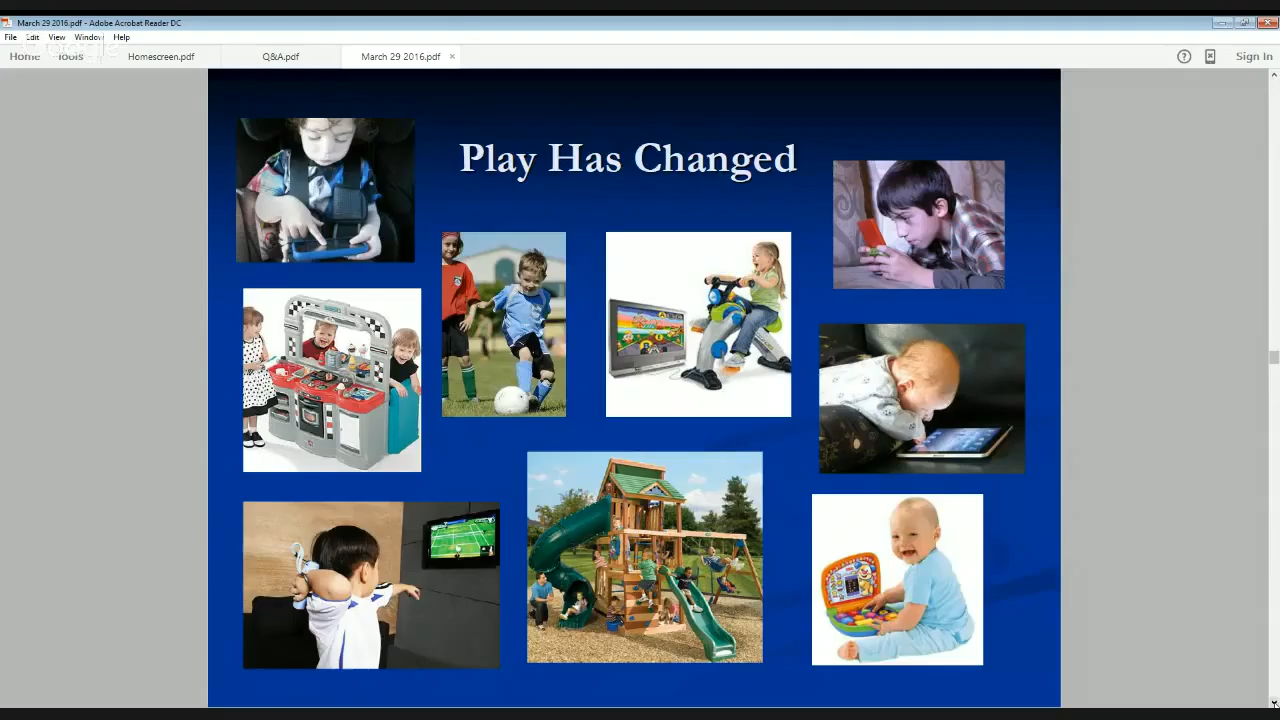 March 29 2016.pdf - Adobe Acrobat Reader DC
File Edit View Window Help
Google
Home Tools Homescreen.pdf Q&A.pdf March 29 2016.pdf × ? Sign In
Play Has Changed